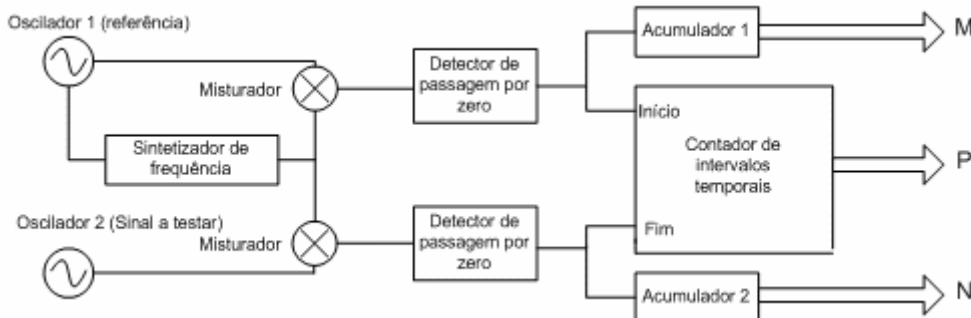 Oscilador 1 (referência)
Misturador
Sintetizador de
frequência
Oscilador 2 (Sinal a testar)
Misturador
Detector de
passagem por
zero
Detector de
passagem por
zero
Acumulador 1
Início
Contador de
intervalos
temporais
Fim
Acumulador 2
M
P
N